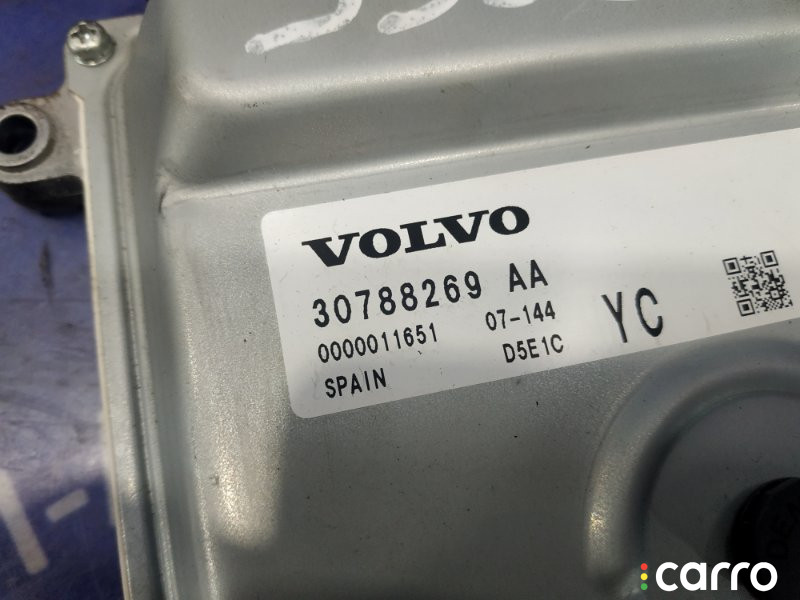 VOLVO
30788269 AA
0000011651 07-144
SPAIN D5E1C
YC
carro